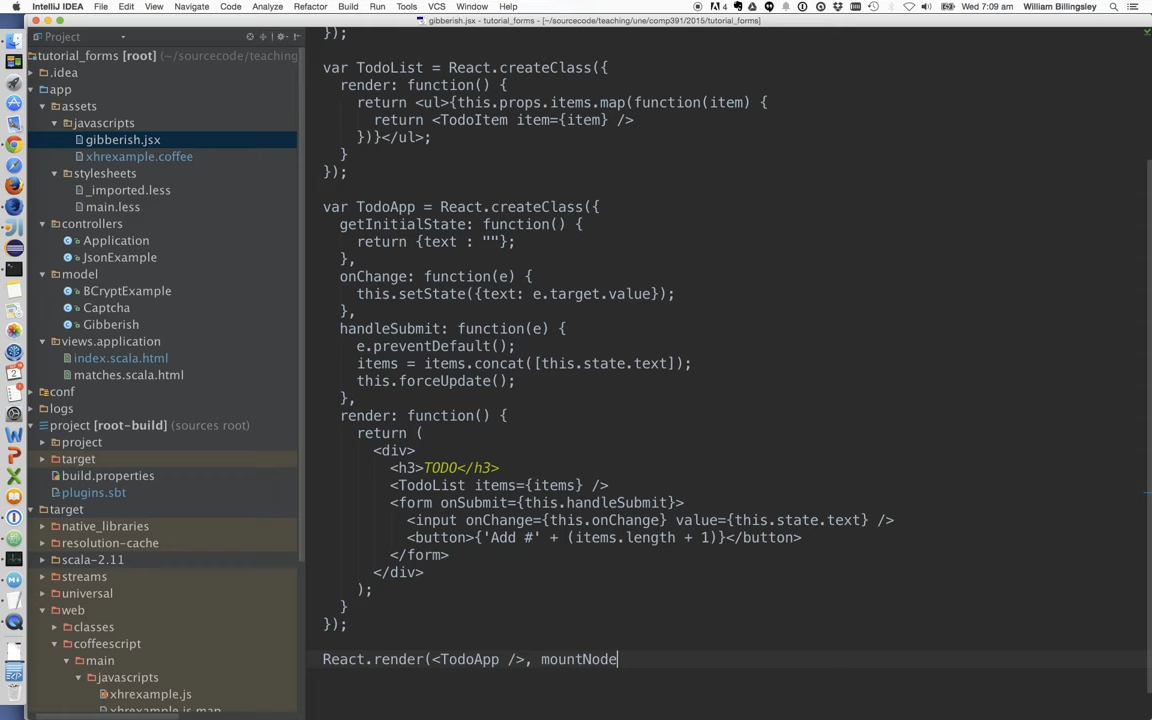 IntelliJ IDEA File Edit View Navigate Code Analyze Refactor Build Run Tools VCS Window Help 4 Wed 7:09 am William Billingsley
gibberish.jsx - tutorial_forms - [~/sourcecode/teaching/une/comp391/2015/tutorial_forms]
Project
tutorial_forms [root] (~/sourcecode/teaching
.idea
app
assets
javascripts
gibberish.jsx
xhrexample.coffee
stylesheets
_imported.less
main.less
controllers
Application
JsonExample
model
BCryptExample
Captcha
Gibberish
views.application
index.scala.html
matches.scala.html
conf
logs
project [root-build] (sources root)
project
target
build.properties
plugins.sbt
target
native_libraries
resolution-cache
scala-2.11
streams
universal
web
classes
coffeescript
main
javascripts
xhrexample.js
xhrexample.js.map
});
var TodoList = React.createClass({
render: function() {
return <ul>{this.props.items.map(function(item) {
return <TodoItem item={item} />
})}</ul>;
}
});
var TodoApp = React.createClass({
getInitialState: function() {
return {text : ""};
},
onChange: function(e) {
this.setState({text: e.target.value});
},
handleSubmit: function(e) {
e.preventDefault();
items = items.concat([this.state.text]);
this.forceUpdate();
},
render: function() {
return (
<div>
<h3>TODO</h3>
<TodoList items={items} />
<form onSubmit={this.handleSubmit}>
<input onChange={this.onChange} value={this.state.text} />
<button>{'Add #' + (items.length + 1)}</button>
</form>
</div>
);
}
});
React.render(<TodoApp />, mountNode